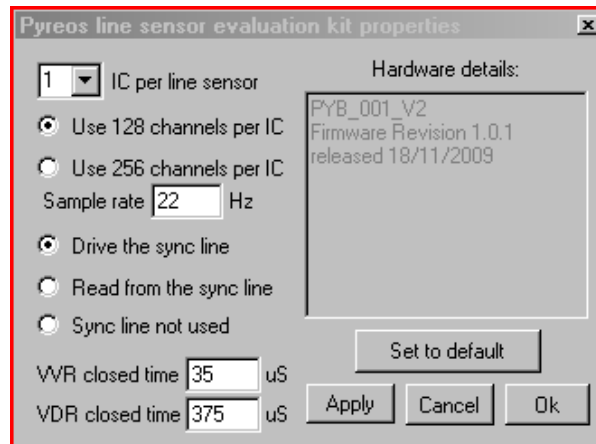 Pyreos line sensor evaluation kit properties
1 IC per line sensor
Use 128 channels per IC
Use 256 channels per IC
Sample rate 22 Hz
Drive the sync line
Read from the sync line
Sync line not used
VVR closed time 35 uS
VDR closed time 375 uS
Hardware details:
PYB_001_V2
Firmware Revision 1.0.1
released 18/11/2009
Set to default
Apply Cancel Ok